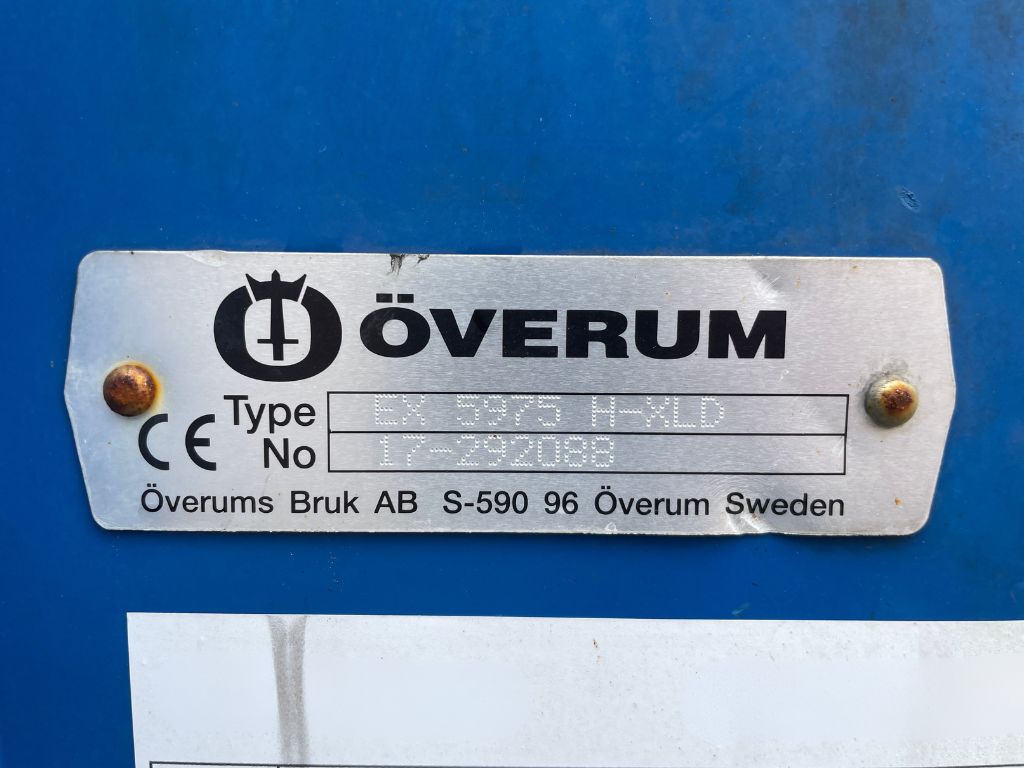 ÖVERUM
Type EX 5975 H-XLD
CE No 17-292088
Överums Bruk AB S-590 96 Överum Sweden